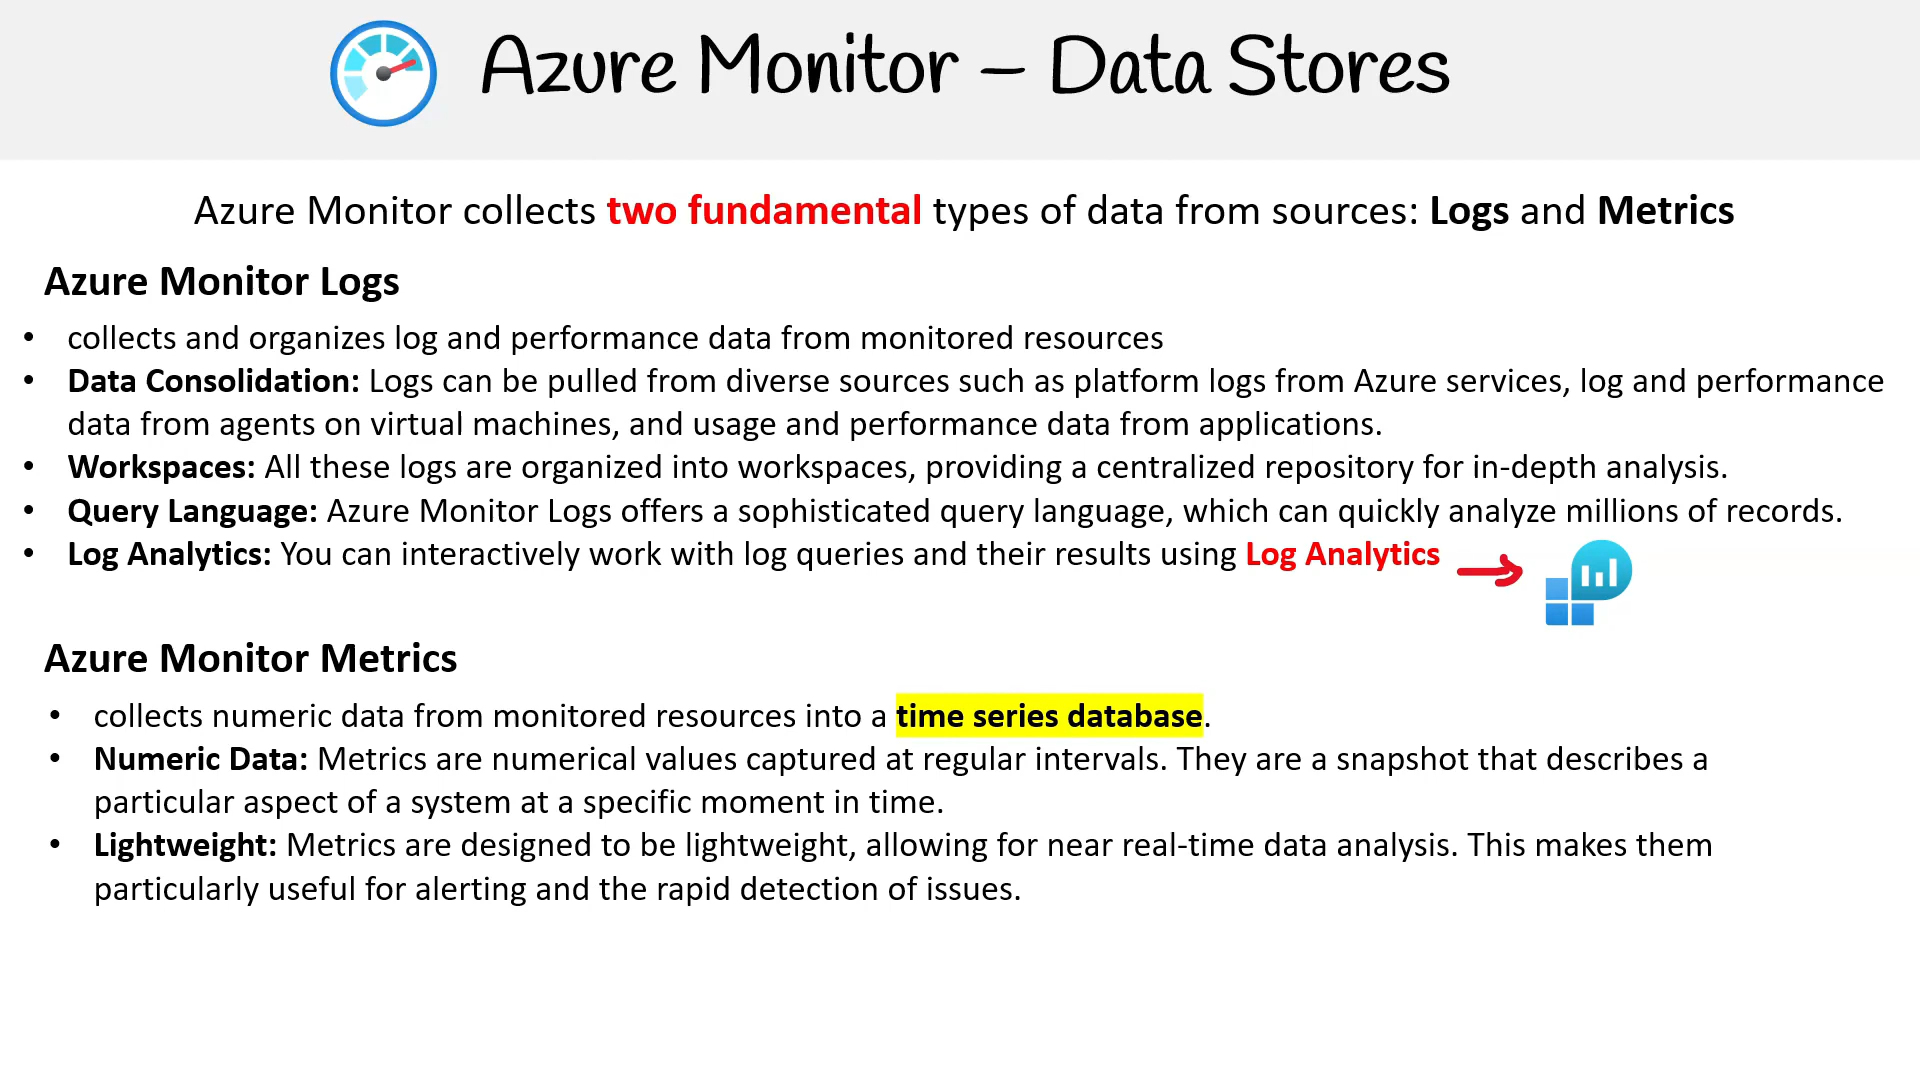 Azure Monitor – Data Stores
Azure Monitor collects two fundamental types of data from sources: Logs and Metrics
Azure Monitor Logs
• collects and organizes log and performance data from monitored resources
• Data Consolidation: Logs can be pulled from diverse sources such as platform logs from Azure services, log and performance
data from agents on virtual machines, and usage and performance data from applications.
• Workspaces: All these logs are organized into workspaces, providing a centralized repository for in-depth analysis.
• Query Language: Azure Monitor Logs offers a sophisticated query language, which can quickly analyze millions of records.
• Log Analytics: You can interactively work with log queries and their results using Log Analytics
Azure Monitor Metrics
• collects numeric data from monitored resources into a time series database.
• Numeric Data: Metrics are numerical values captured at regular intervals. They are a snapshot that describes a
particular aspect of a system at a specific moment in time.
• Lightweight: Metrics are designed to be lightweight, allowing for near real-time data analysis. This makes them
particularly useful for alerting and the rapid detection of issues.